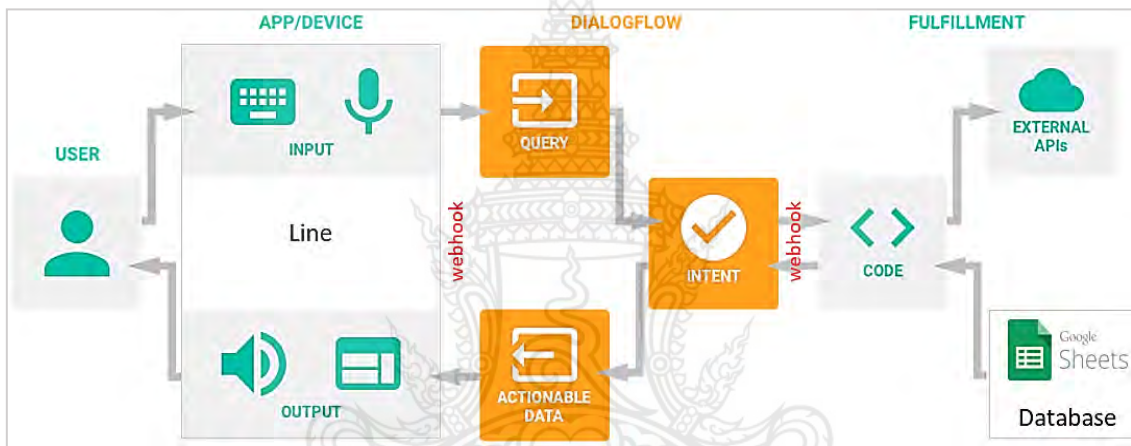 APP/DEVICE
DIALOGFLOW
FULFILLMENT
USER
INPUT
QUERY
EXTERNAL
APIs
Line
webhook
INTENT
webhook
CODE
OUTPUT
ACTIONABLE
DATA
Google
Sheets
Database